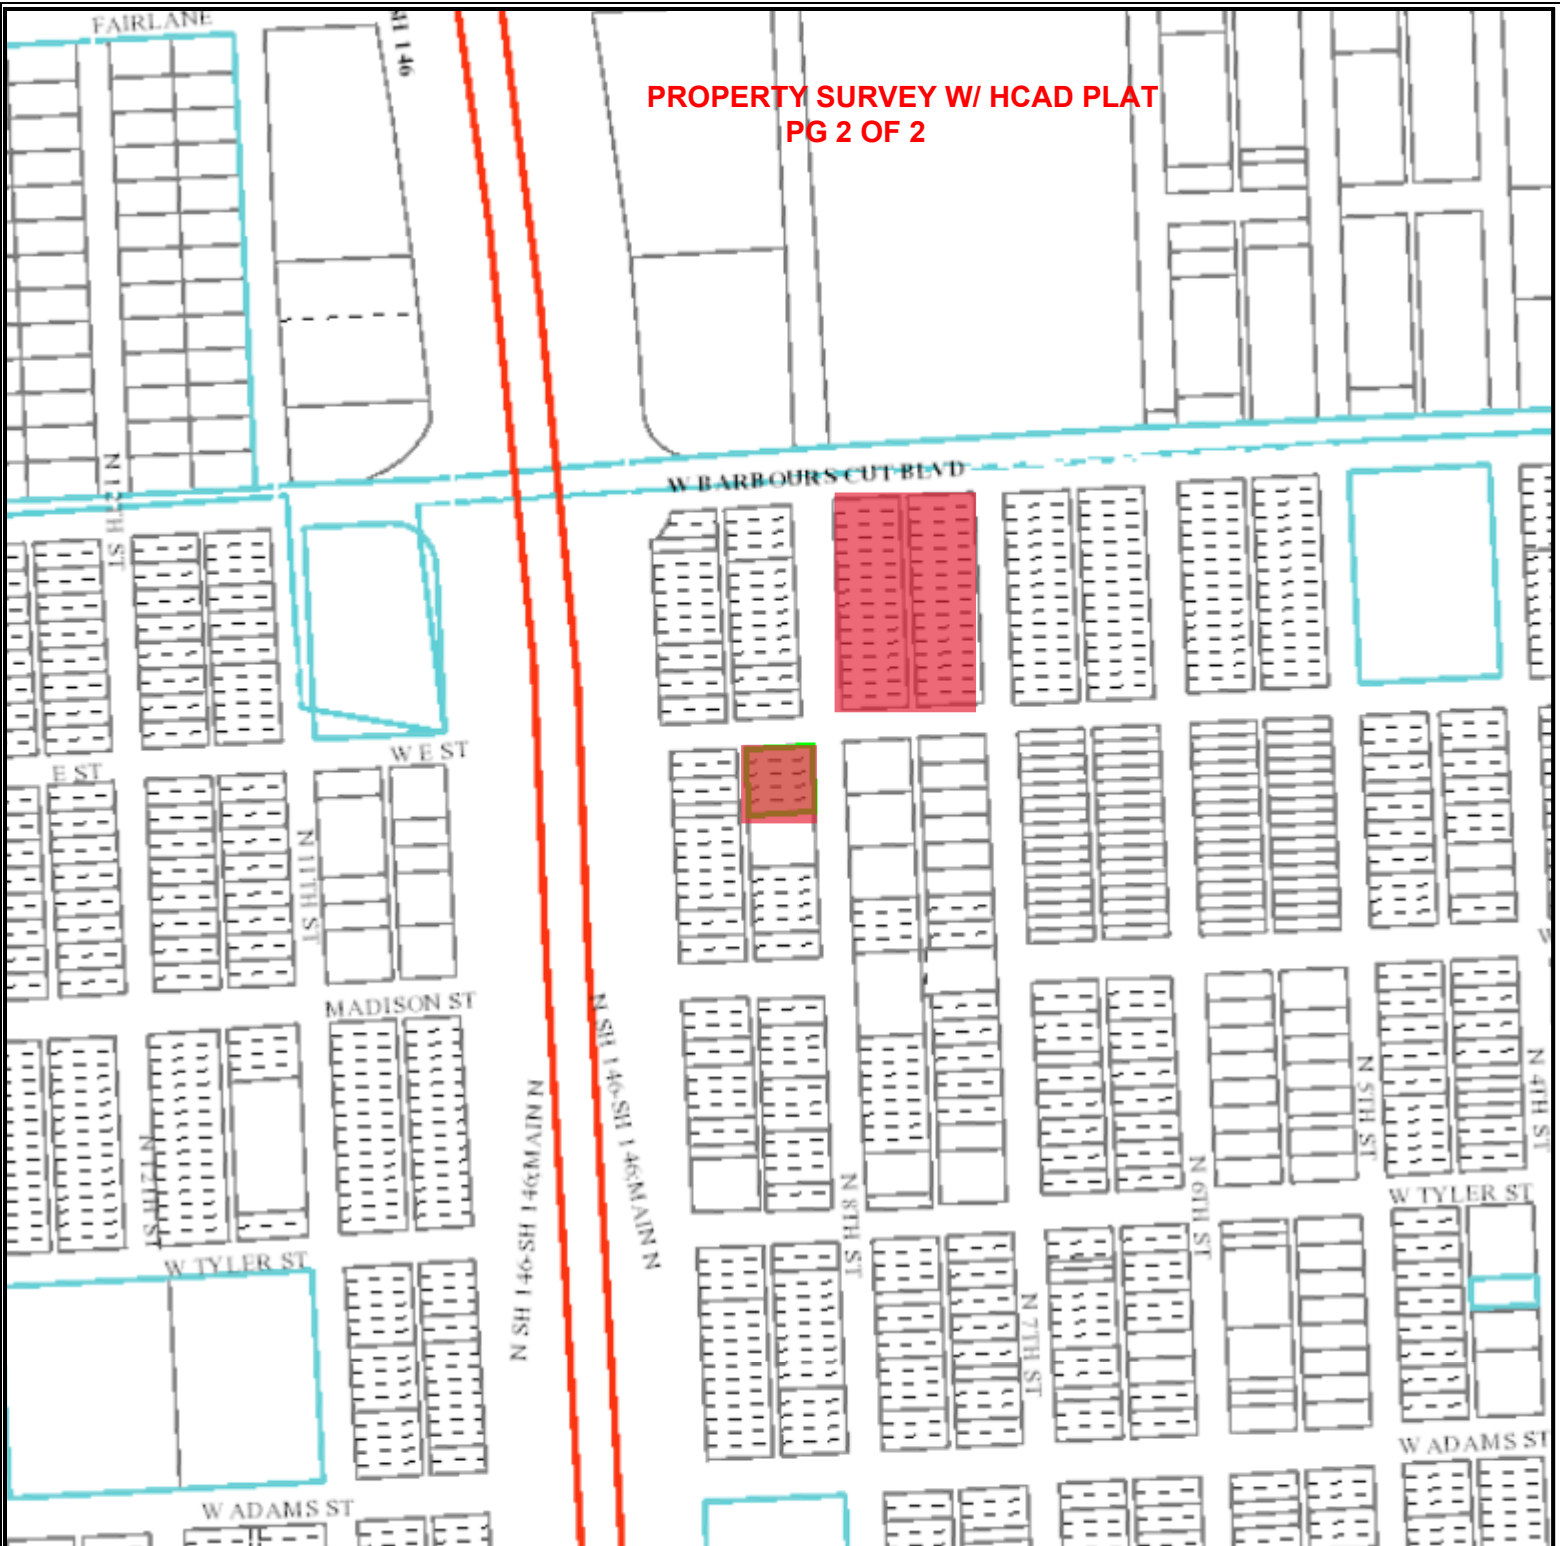 FAIRLANE
SH 146
PROPERTY SURVEY W/ HCAD PLAT
PG 2 OF 2
W BARBOURS CUT BLVD
N 12TH ST
W E ST
E ST
N 11TH ST
MADISON ST
N SH 146-SH 146;MAIN N
N SH 146-SH 146;MAIN N
N 5TH ST
N 4TH ST
N 12TH ST
N 8TH ST
N 6TH ST
W TYLER ST
W TYLER ST
N 7TH ST
W ADAMS ST
W ADAMS ST